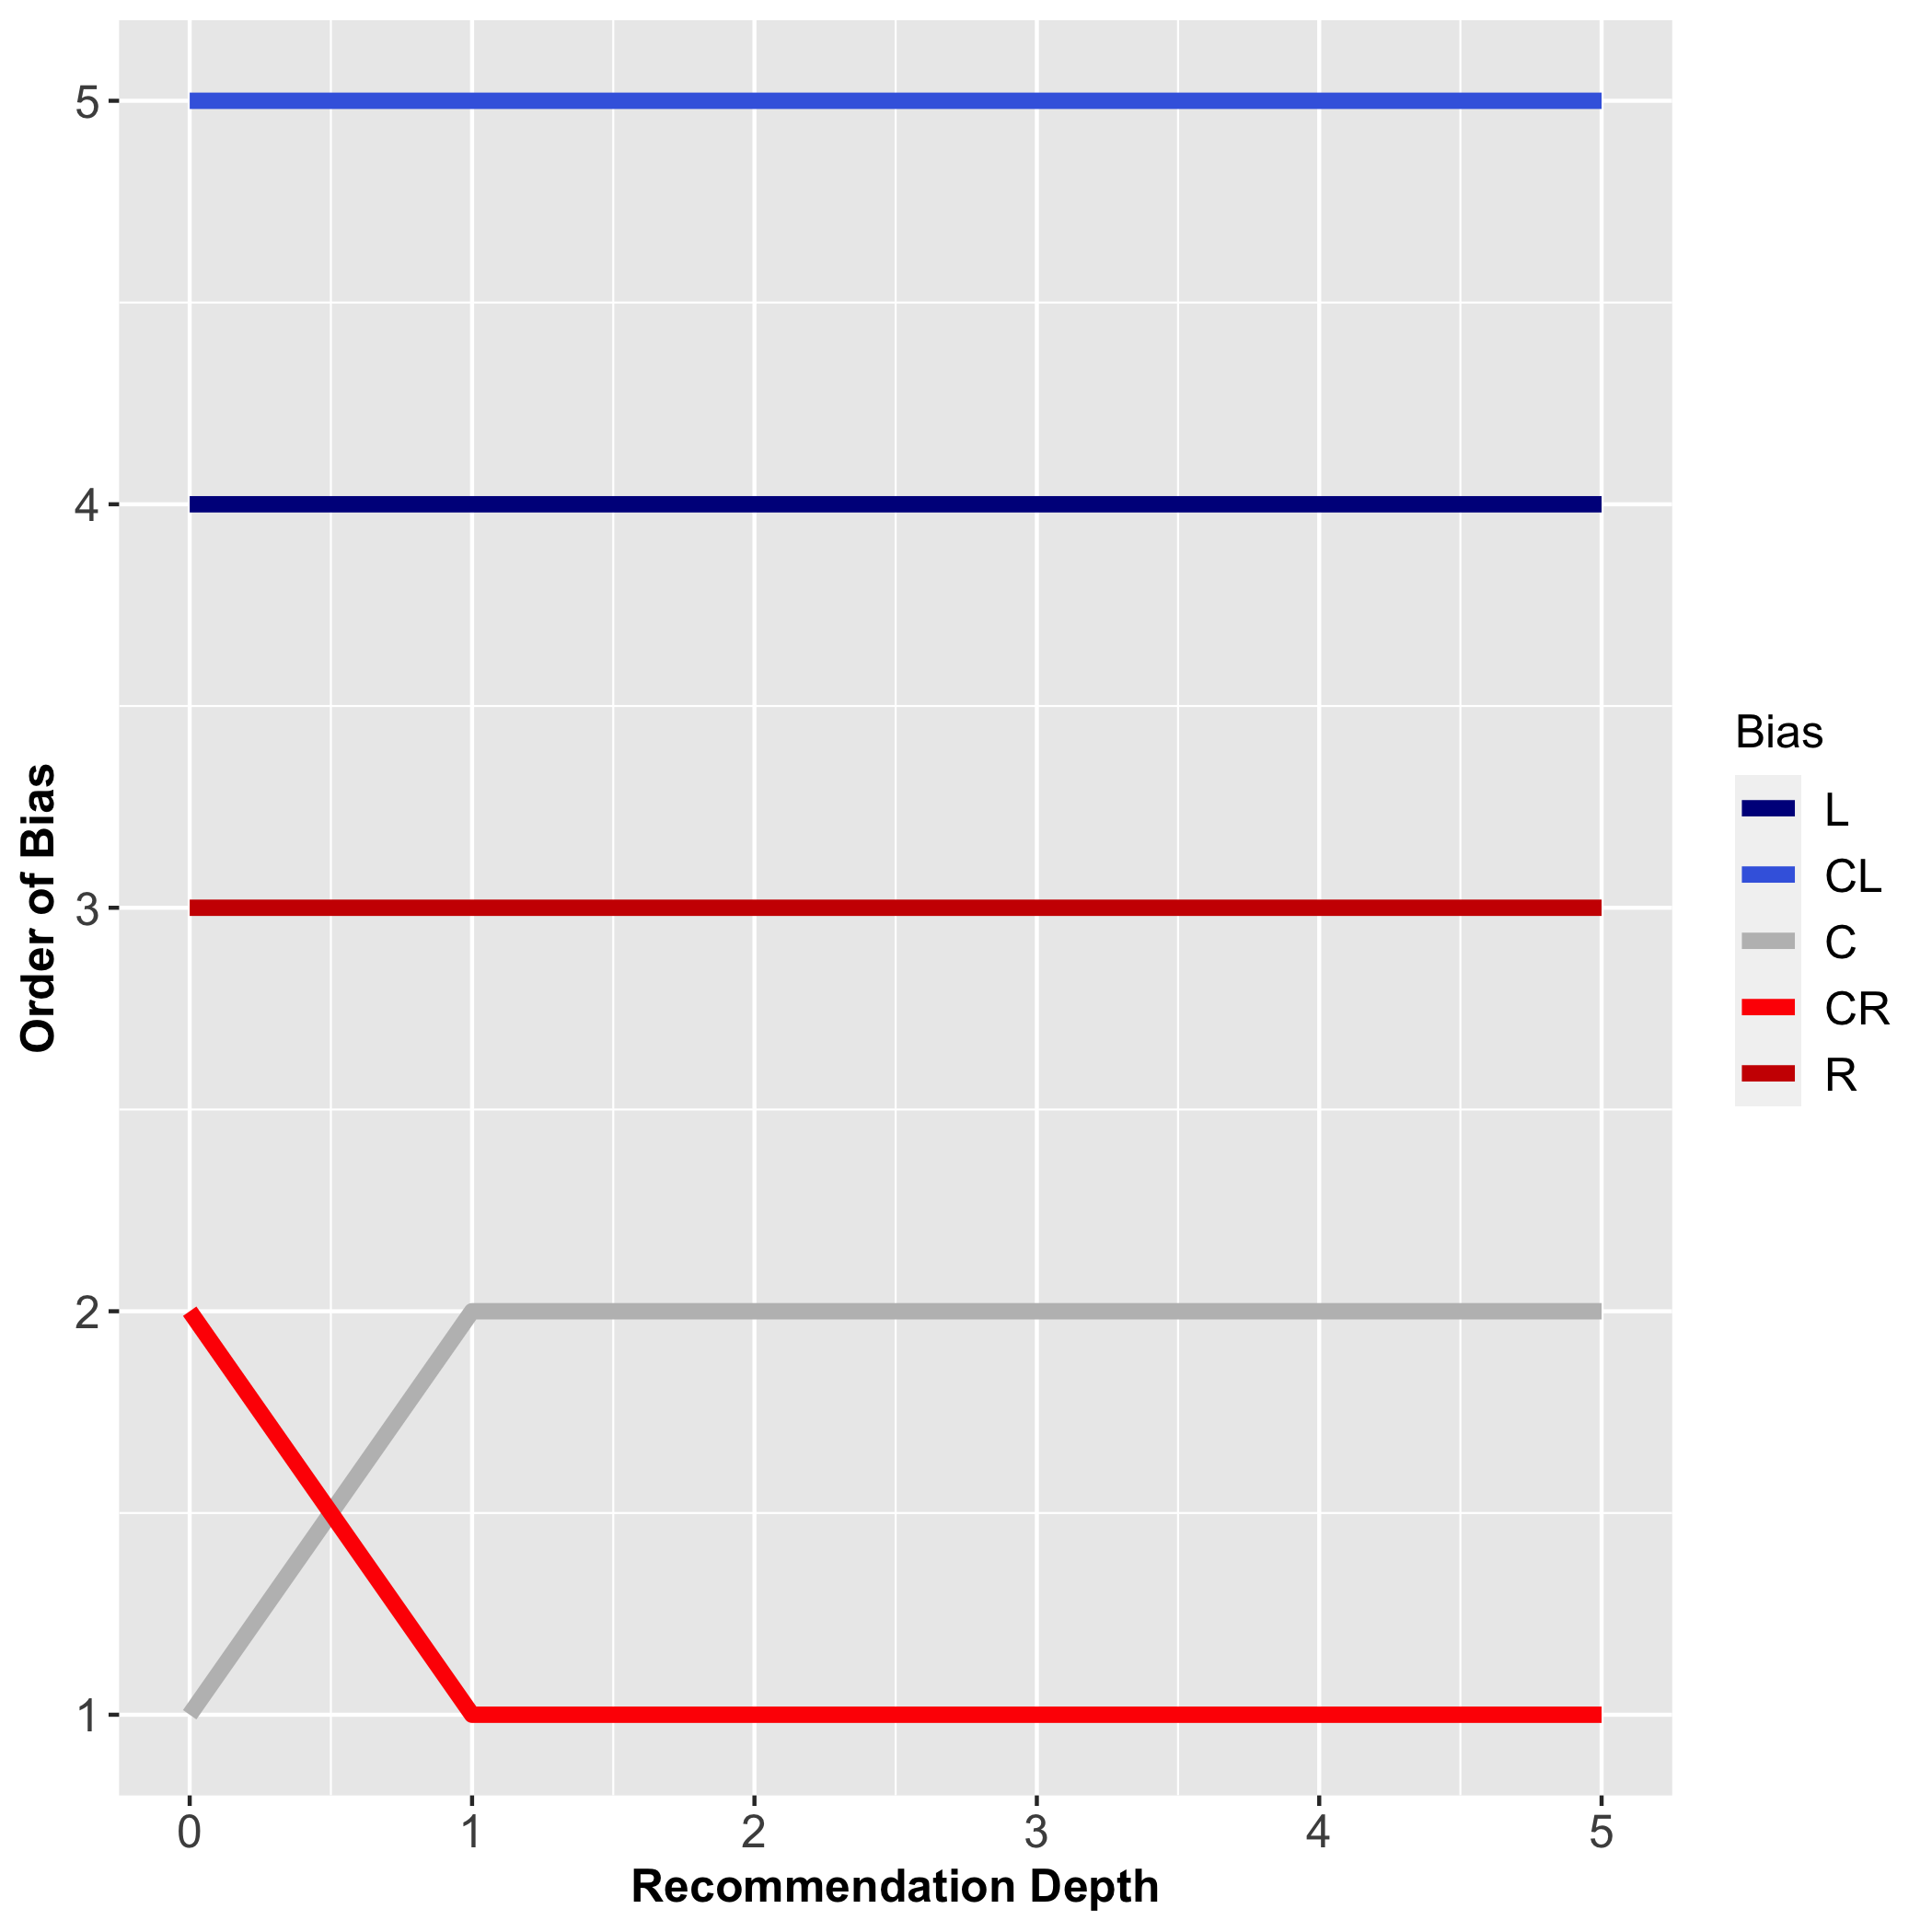 5
4
3
2
1
Order of Bias
0 1 2 3 4 5
Recommendation Depth
Bias
L
CL
C
CR
R